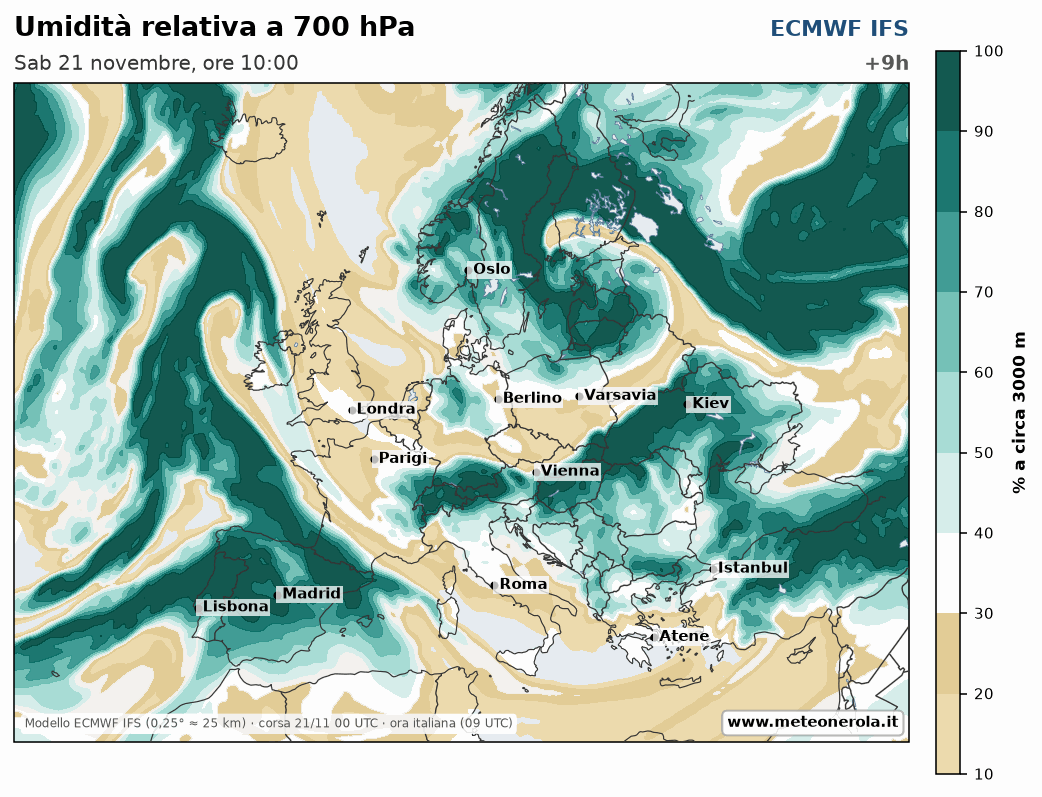 Umidità relativa a 700 hPa
ECMWF IFS
Sab 21 novembre, ore 10:00
+9h
100
90
80
70
60
50
40
30
20
10
% a circa 3000 m
Oslo
Berlino
Varsavia
Kiev
Londra
Parigi
Vienna
Istanbul
Roma
Madrid
Lisbona
Atene
Modello ECMWF IFS (0,25° ≈ 25 km) · corsa 21/11 00 UTC · ora italiana (09 UTC)
www.meteonerola.it